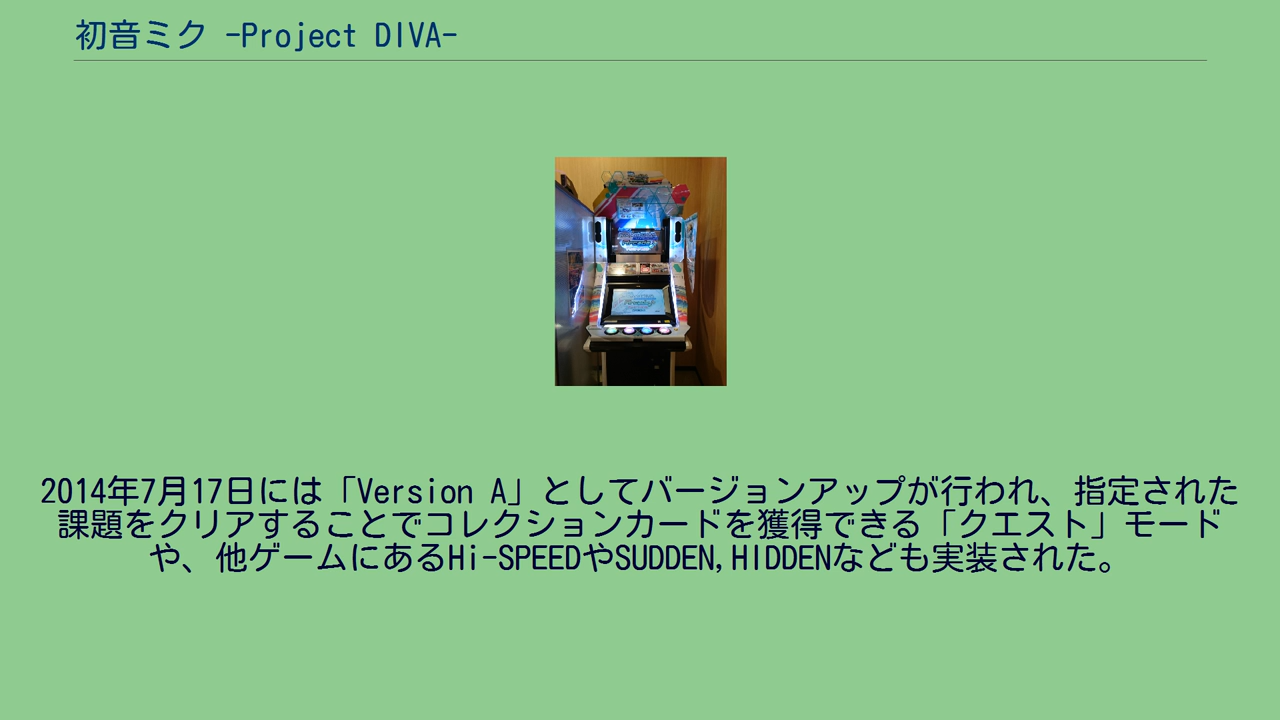 初音ミク -Project DIVA-
2014年7月17日には「Version A」としてバージョンアップが行われ、指定された
課題をクリアすることでコレクションカードを獲得できる「クエスト」モード
や、他ゲームにあるHi-SPEEDやSUDDEN,HIDDENなども実装された。